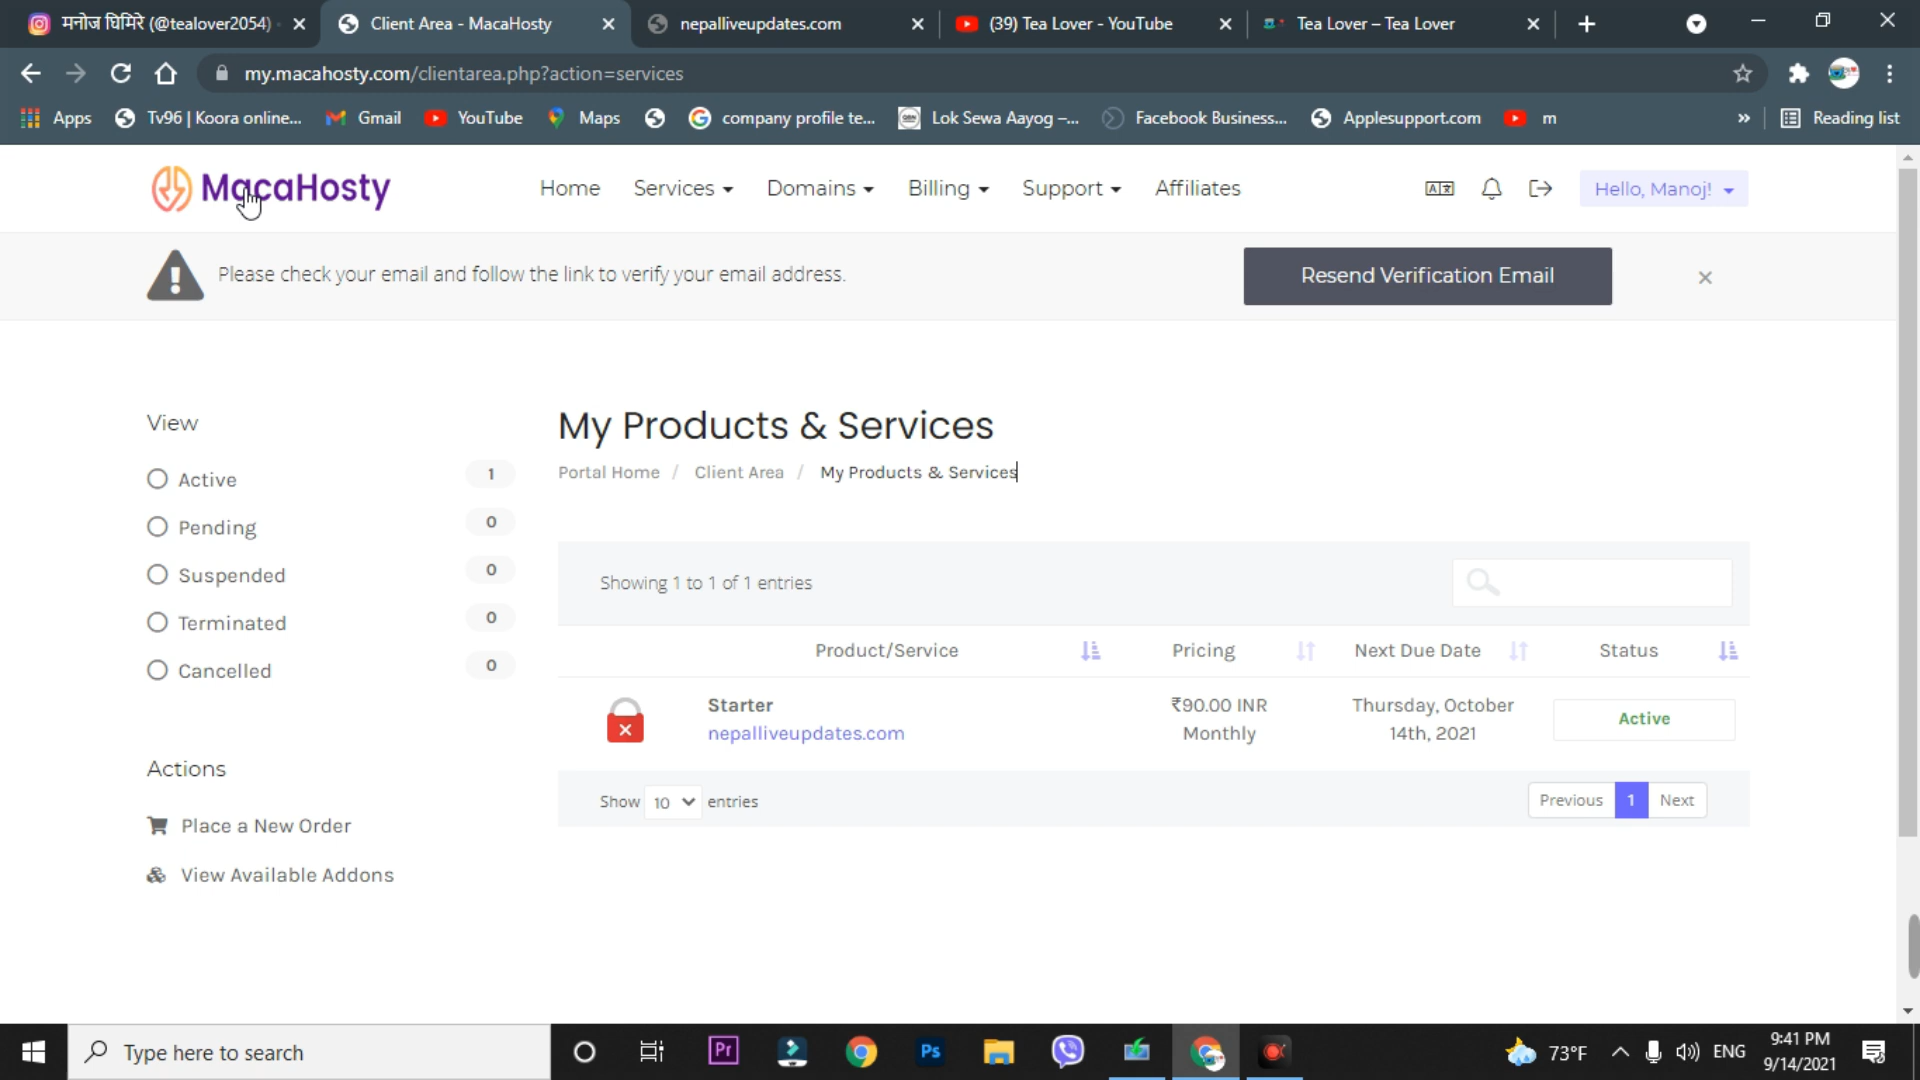 मनोज घिमिरे (@tealover2054)
Client Area - MacaHosty
nepalliveupdates.com
(39) Tea Lover - YouTube
Tea Lover – Tea Lover
my.macahosty.com/clientarea.php?action=services
Apps
Tv96 | Koora online...
Gmail
YouTube
Maps
company profile te...
Lok Sewa Aayog –...
Facebook Business...
Applesupport.com
m
»
Reading list
MacaHosty
Home
Services
Domains
Billing
Support
Affiliates
Hello, Manoj!
Please check your email and follow the link to verify your email address.
Resend Verification Email
View
Active 1
Pending 0
Suspended 0
Terminated 0
Cancelled 0
Actions
Place a New Order
View Available Addons
My Products & Services
Portal Home / Client Area / My Products & Services
Showing 1 to 1 of 1 entries
Product/Service Pricing Next Due Date Status
Starter
nepalliveupdates.com
₹90.00 INR
Monthly
Thursday, October
14th, 2021
Active
Show 10 entries
Previous 1 Next
Type here to search
Pr
Ps
73°F
ENG
9:41 PM
9/14/2021